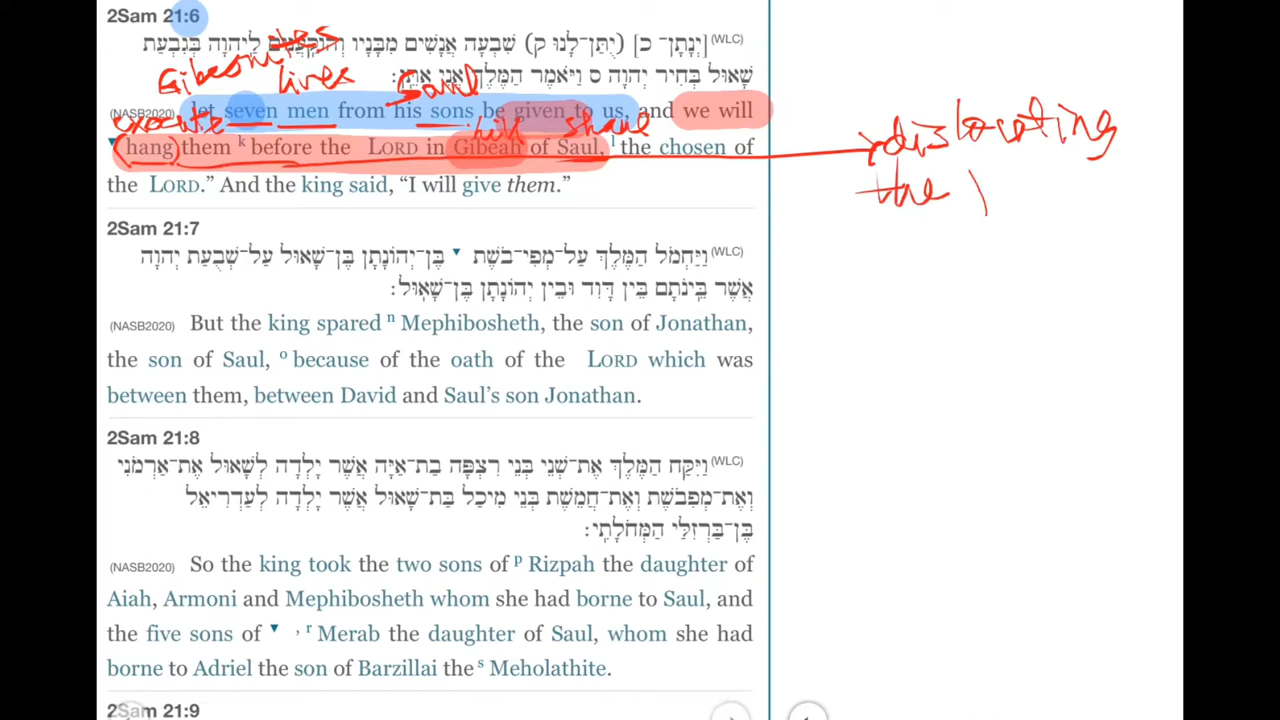 2Sam 21:6
[יְנָתַן־ כ] (יֻתַּן־לָ֜נוּ ק) שִׁבְעָ֤ה אֲנָשִׁים֙ מִבָּנָ֔יו וְהוֹקַעֲנוּם֙ לַֽיהוָ֔ה בְּגִבְעַ֥ת (WLC)
Gibeonites lives Saul
שָׁא֖וּל בְּחִ֣יר יְהוָ֑ה ס וַיֹּ֥אמֶר הַמֶּ֖לֶךְ אֲנִ֥י אֶתֵּֽן׃
(NASB2020) let seven men from his sons be given to us, and we will
execute hill shame
(hang) them k before the LORD in Gibeah of Saul, l the chosen of
dislocating
the
the LORD.” And the king said, “I will give them.”
2Sam 21:7
וַיַּחְמֹ֣ל הַמֶּ֔לֶךְ עַל־מְפִי־בֹ֖שֶׁת ▼ בֶּן־יְהוֹנָתָ֣ן בֶּן־שָׁא֑וּל עַל־שְׁבֻעַ֤ת יְהוָה֙ (WLC)
אֲשֶׁ֣ר בֵּֽינֹתָ֔ם בֵּ֣ין דָּוִ֔ד וּבֵ֖ין יְהוֹנָתָ֥ן בֶּן־שָׁאֽוּל׃
(NASB2020) But the king spared n Mephibosheth, the son of Jonathan,
the son of Saul, o because of the oath of the LORD which was
between them, between David and Saul’s son Jonathan.
2Sam 21:8
וַיִּקַּ֣ח הַמֶּ֡לֶךְ אֶת־שְׁ֠נֵי בְּנֵ֨י רִצְפָּ֤ה בַת־אַיָּה֙ אֲשֶׁ֣ר יָלְדָ֣ה לְשָׁא֔וּל אֶת־אַרְמֹנִ֖י (WLC)
וְאֶת־מְפִבֹ֑שֶׁת וְאֶת־חֲמֵ֗שֶׁת בְּנֵי֙ מִיכַ֣ל בַּת־שָׁא֔וּל אֲשֶׁ֥ר יָלְדָ֛ה לְעַדְרִיאֵ֥ל
בֶּן־בַּרְזִלַּ֖י הַמְּחֹלָתִֽי׃
(NASB2020) So the king took the two sons of p Rizpah the daughter of
Aiah, Armoni and Mephibosheth whom she had borne to Saul, and
the five sons of ▼ , r Merab the daughter of Saul, whom she had
borne to Adriel the son of Barzillai the s Meholathite.
2Sam 21:9